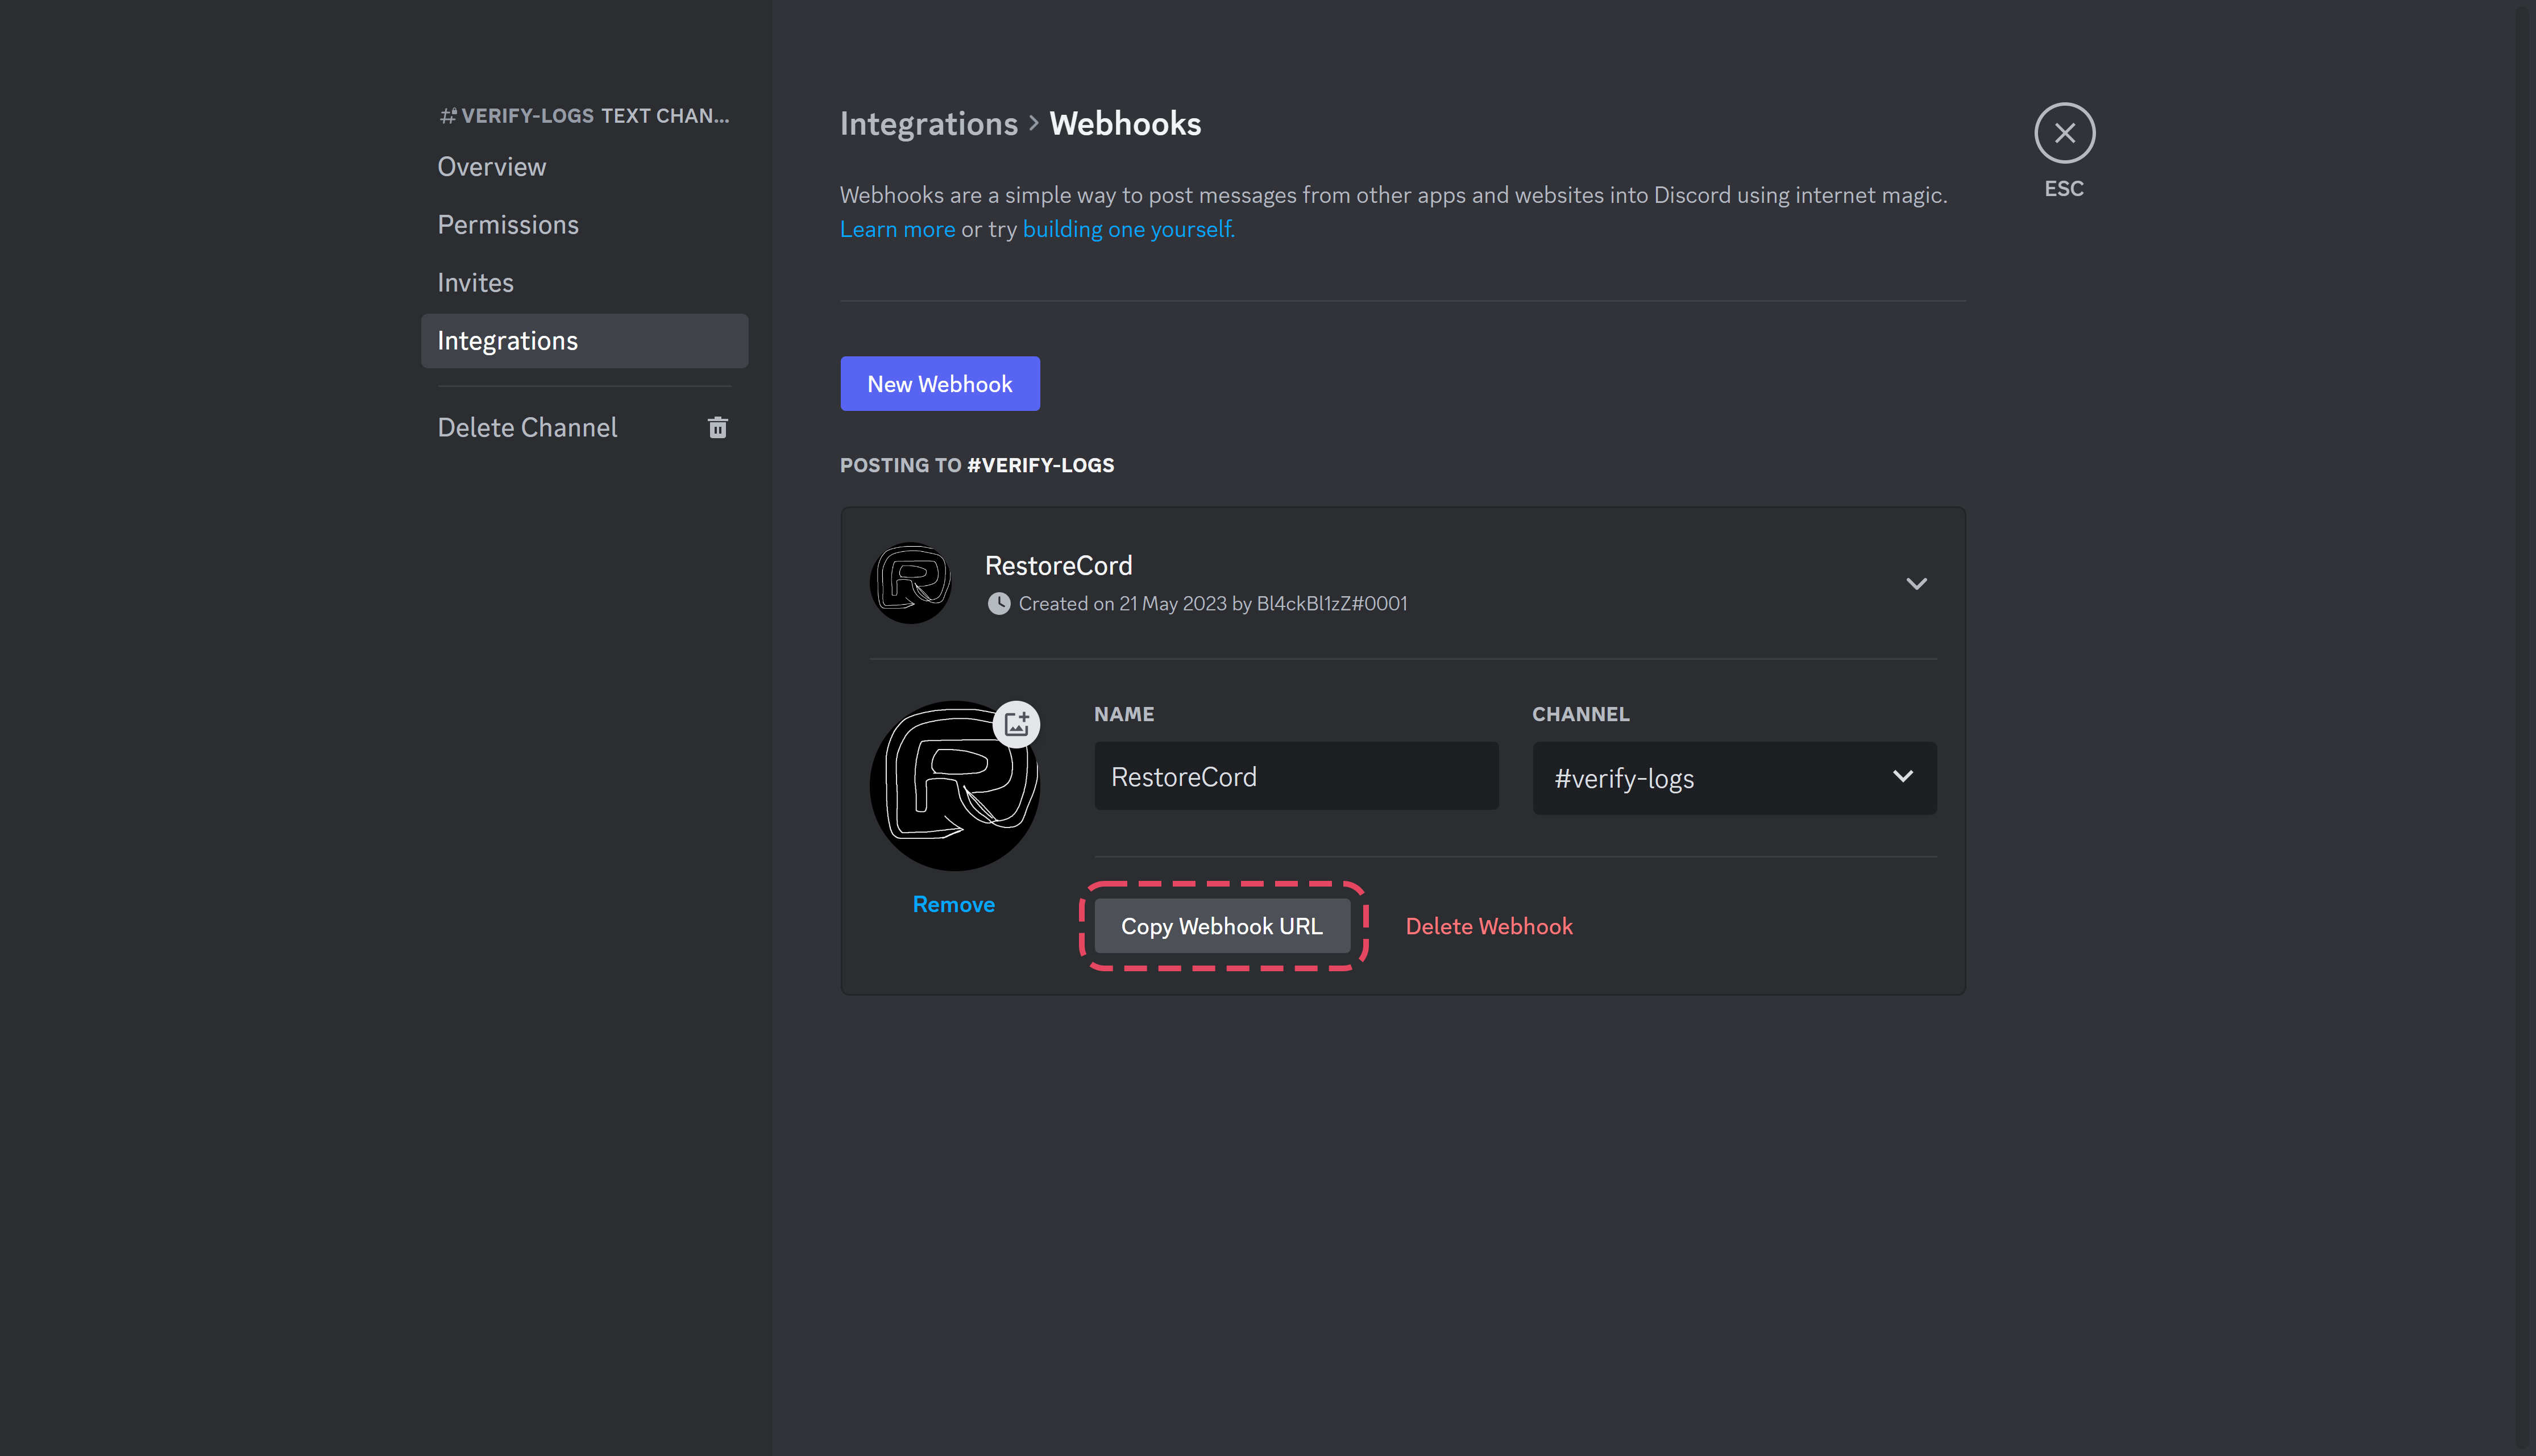 VERIFY-LOGS TEXT CHAN...
Overview
Permissions
Invites
Integrations
Delete Channel
Integrations > Webhooks
ESC
Webhooks are a simple way to post messages from other apps and websites into Discord using internet magic.
Learn more or try building one yourself.
New Webhook
POSTING TO #VERIFY-LOGS
RestoreCord
Created on 21 May 2023 by Bl4ckBl1zZ#0001
NAME
CHANNEL
RestoreCord
#verify-logs
Remove
Copy Webhook URL
Delete Webhook